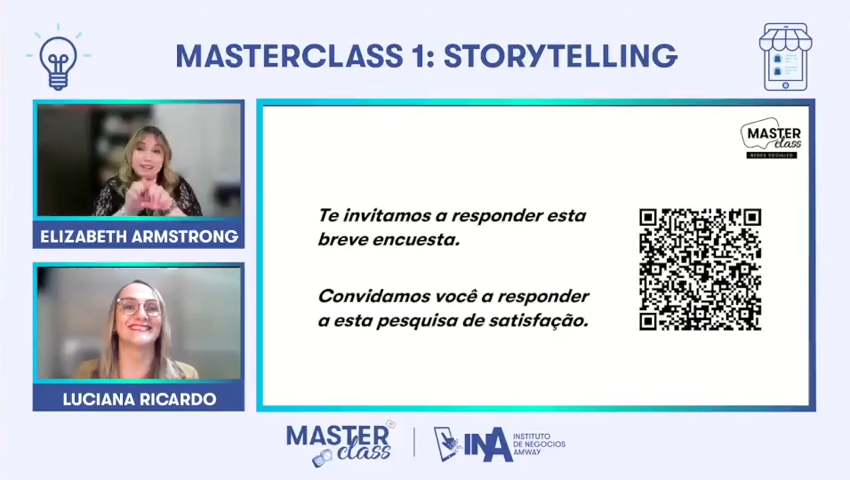 MASTERCLASS 1: STORYTELLING
ELIZABETH ARMSTRONG
LUCIANA RICARDO
MASTER
class
REDES SOCIALES
Te invitamos a responder esta
breve encuesta.
Convidamos você a responder
a esta pesquisa de satisfação.
MASTER
class
INA
INSTITUTO
DE NEGOCIOS
AMWAY